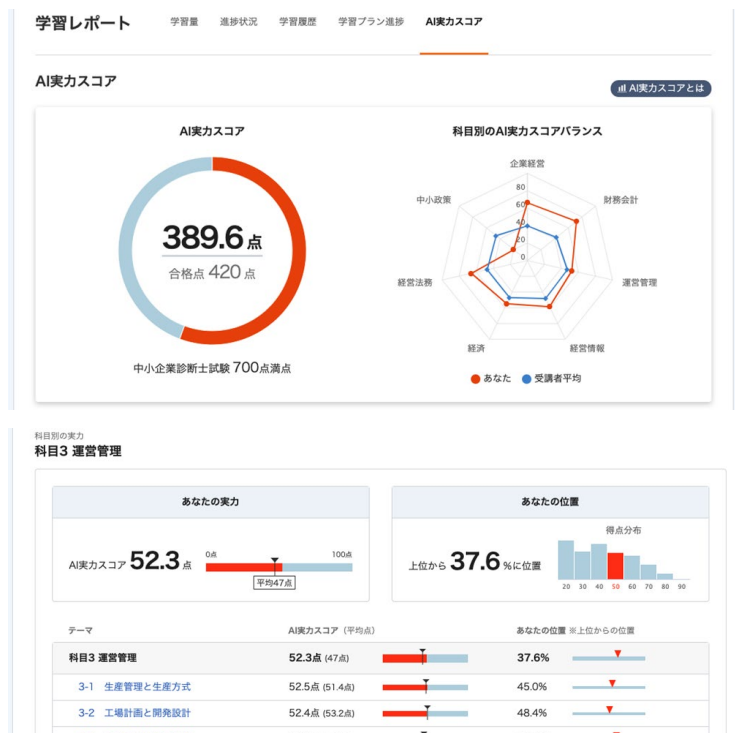 学習レポート 学習量 進捗状況 学習履歴 学習プラン進捗 AI実力スコア
AI実力スコア
AI実力スコアとは
AI実力スコア
389.6点
合格点 420点
中小企業診断士試験 700点満点
科目別のAI実力スコアバランス
企業経営
中小政策 80 財務会計
60
40
20
0
経営法務 運営管理
経済 経営情報
あなた 受講者平均
科目別の実力
科目3 運営管理
あなたの実力
AI実力スコア 52.3点 0点 100点
平均47点
あなたの位置
得点分布
上位から 37.6 %に位置
20 30 40 50 60 70 80 90
テーマ AI実力スコア（平均点） あなたの位置 ※上位からの位置
科目3 運営管理 52.3点 (47点) 37.6%
3-1 生産管理と生産方式 52.5点 (51.4点) 45.0%
3-2 工場計画と開発設計 52.4点 (53.2点) 48.4%